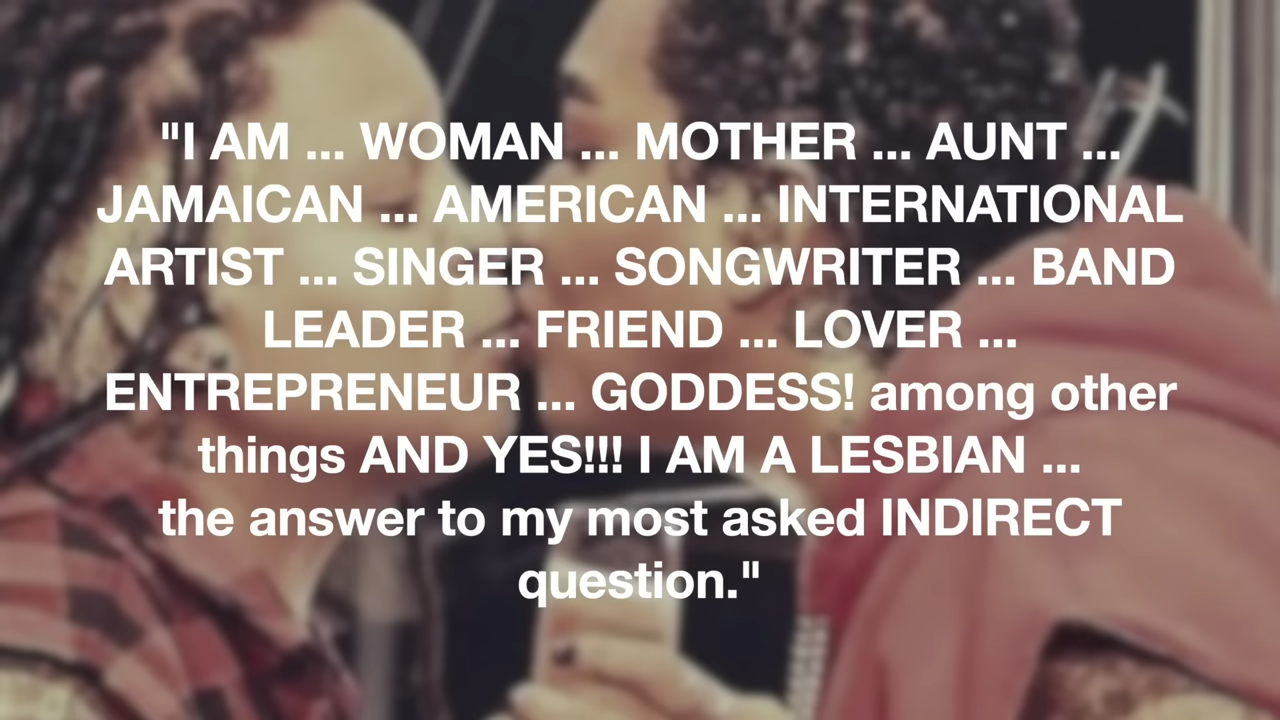 "I AM ... WOMAN ... MOTHER ... AUNT ...
JAMAICAN ... AMERICAN ... INTERNATIONAL
ARTIST ... SINGER ... SONGWRITER ... BAND
LEADER ... FRIEND ... LOVER ...
ENTREPRENEUR ... GODDESS! among other
things AND YES!!! I AM A LESBIAN ...
the answer to my most asked INDIRECT
question."